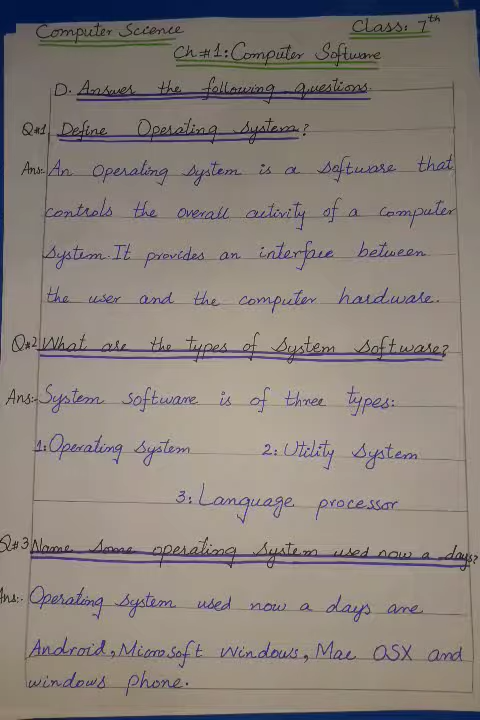 Computer Sccence Class: 7th
Ch#1: Computer Software
D. Answer the following questions.
Q#1 Define Operating system?
Ans:- An operating system is a software that
controls the overall activity of a computer
system. It provides an interface between
the user and the computer hardware.
Q#2 What are the types of system software?
Ans:- System software is of three types:
1: Operating system 2: Utility system
3: Language processor
Q#3 Name some operating system used now a days?
Ans:- Operating system used now a days are
Android, Microsoft windows, Mac OSX and
windows phone.